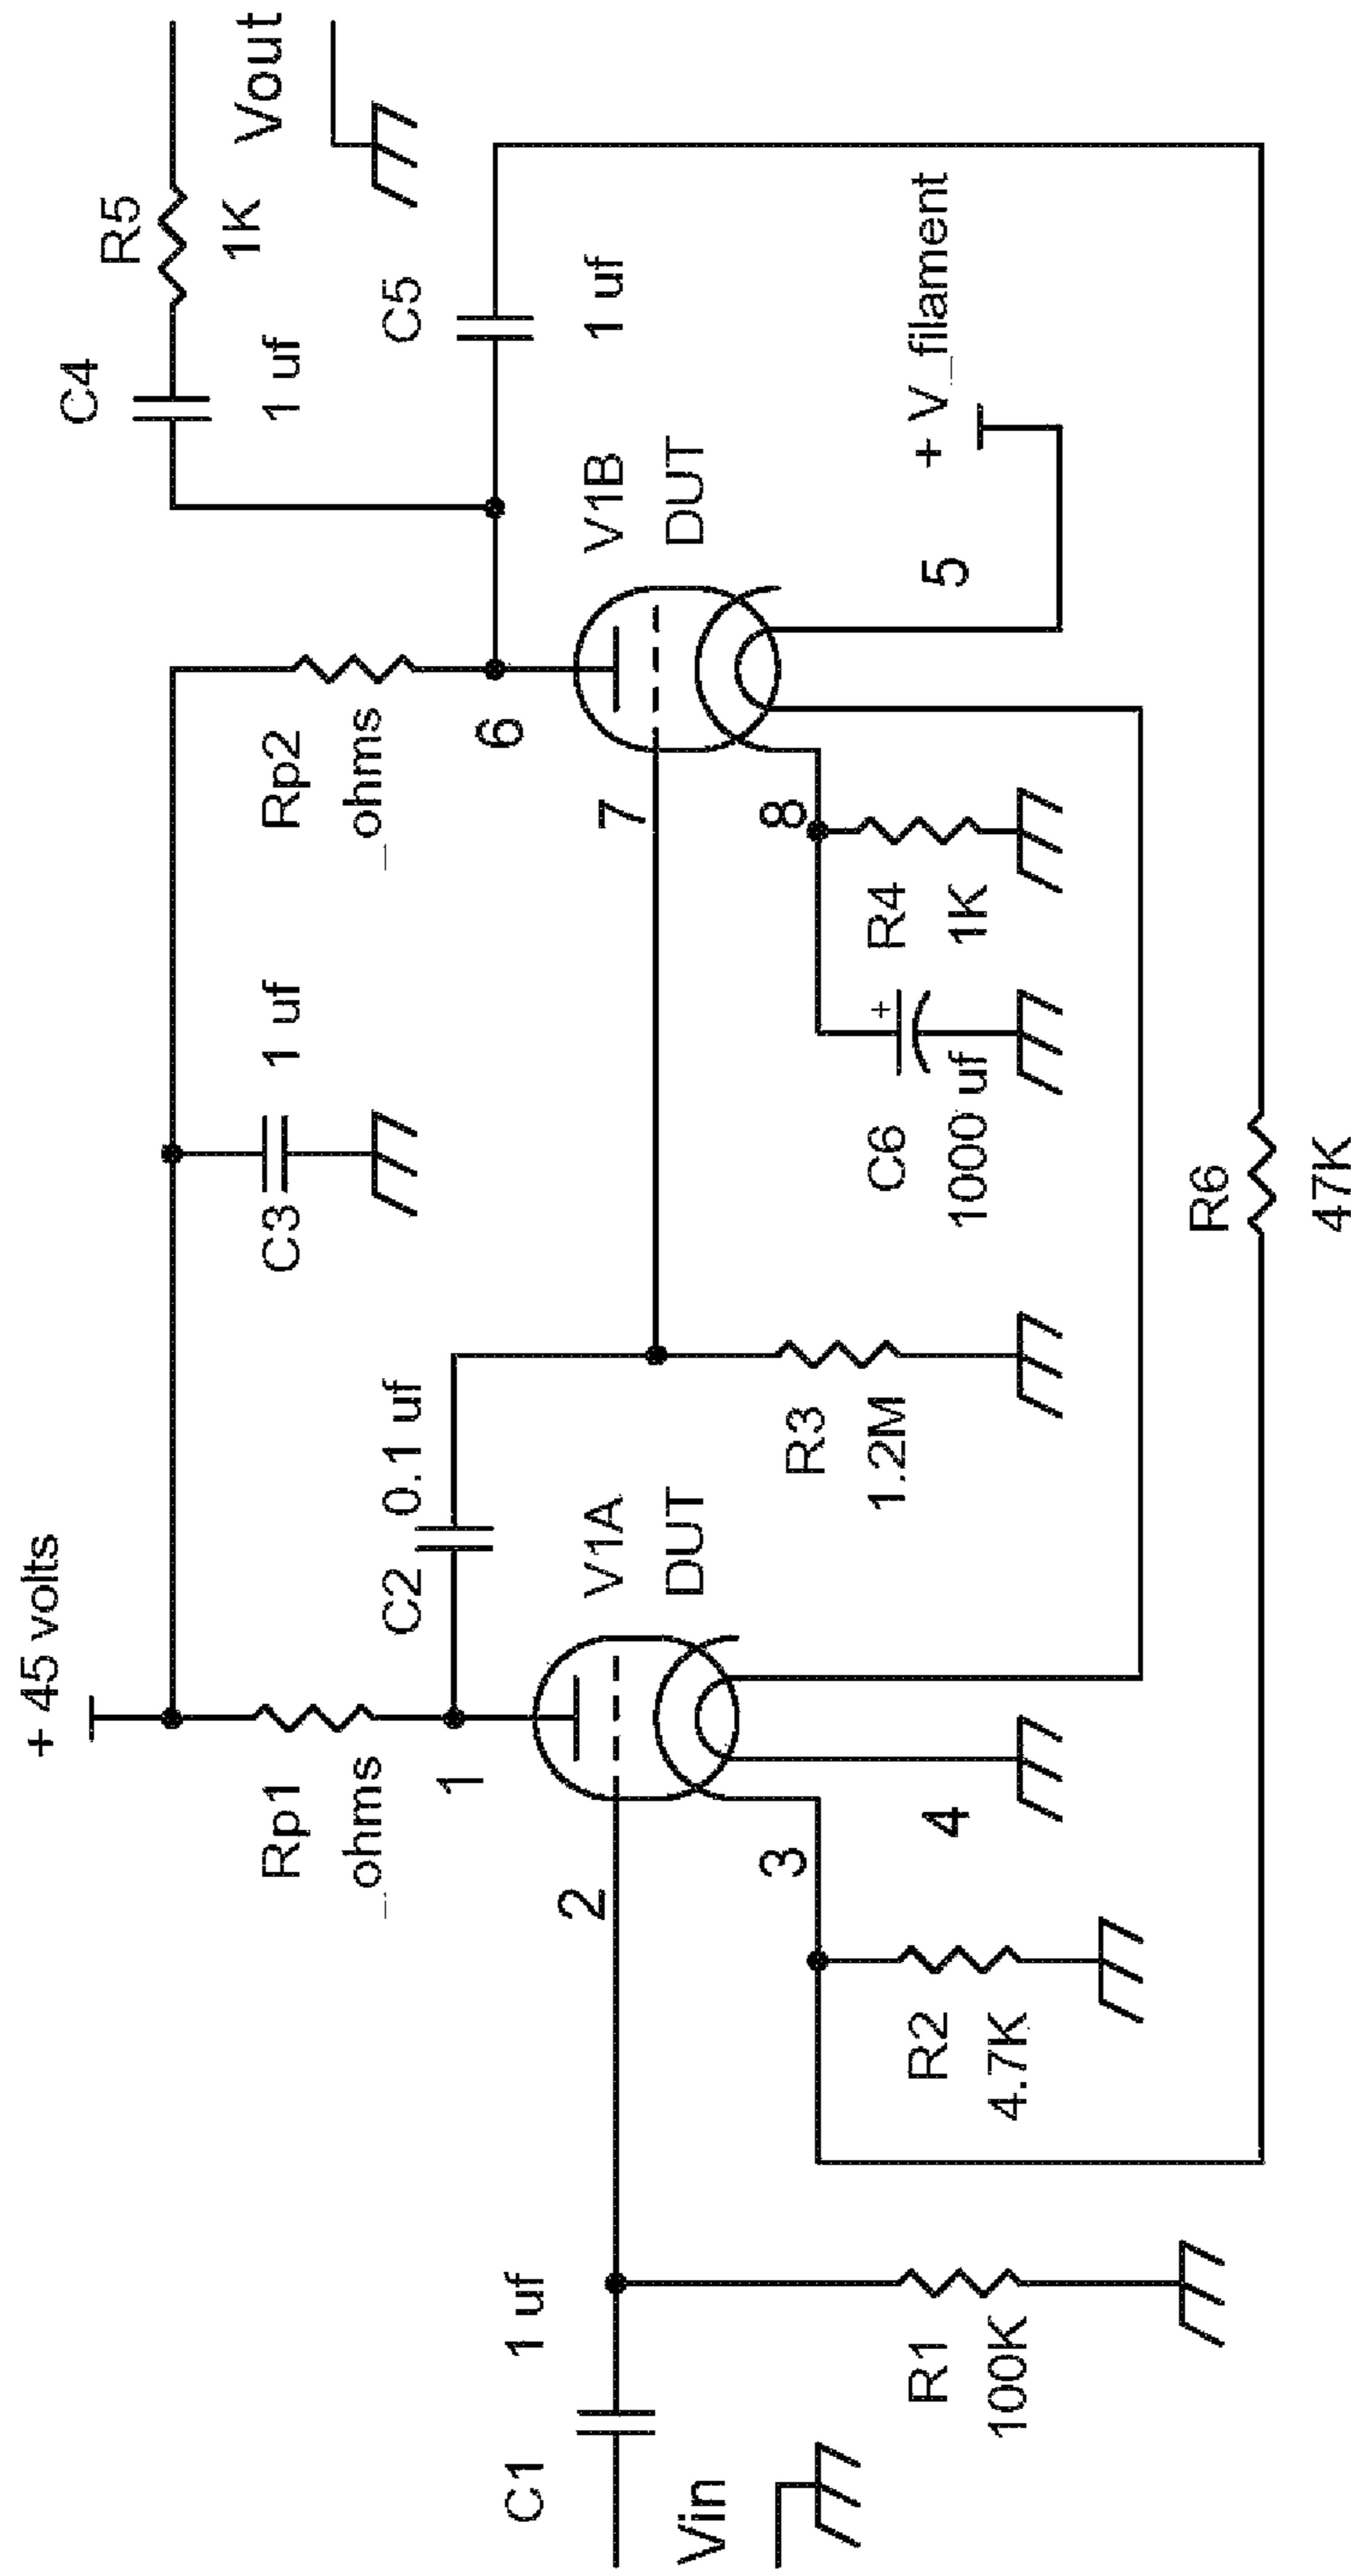 + 45 volts
Rp1
_ohms
1
C2
0.1 uf
C3
1 uf
Rp2
_ohms
6
C4
1 uf
R5
1K
Vout
C5
1 uf
C1
1 uf
Vin
2
V1A
DUT
3
4
R1
100K
R2
4.7K
R3
1.2M
7
V1B
DUT
8
5
+ V_filament
C6
+
1000 uf
R4
1K
R6
47K